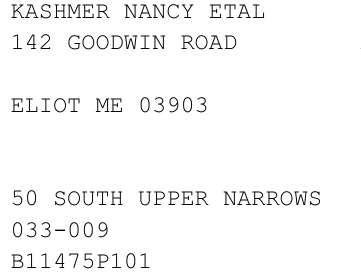 KASHMER NANCY ETAL
142 GOODWIN ROAD
ELIOT ME 03903
50 SOUTH UPPER NARROWS
033-009
B11475P101